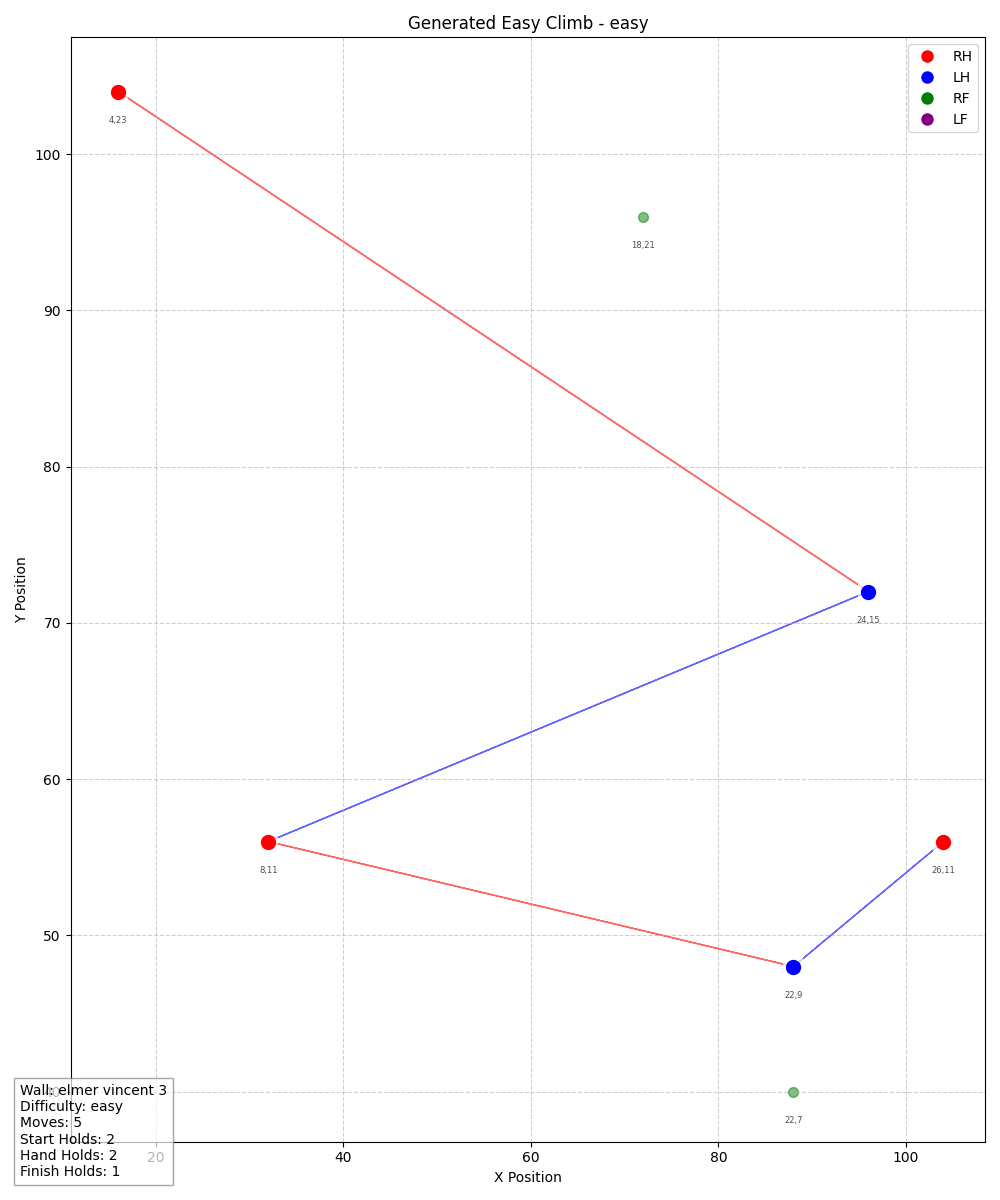 Generated Easy Climb - easy
RH
LH
RF
LF
4,23
18,21
24,15
8,11
26,11
22,9
22,7
100
90
80
70
60
50
40
Y Position
20
40
60
80
100
X Position
Wall: elmer vincent 3
Difficulty: easy
Moves: 5
Start Holds: 2
Hand Holds: 2
Finish Holds: 1